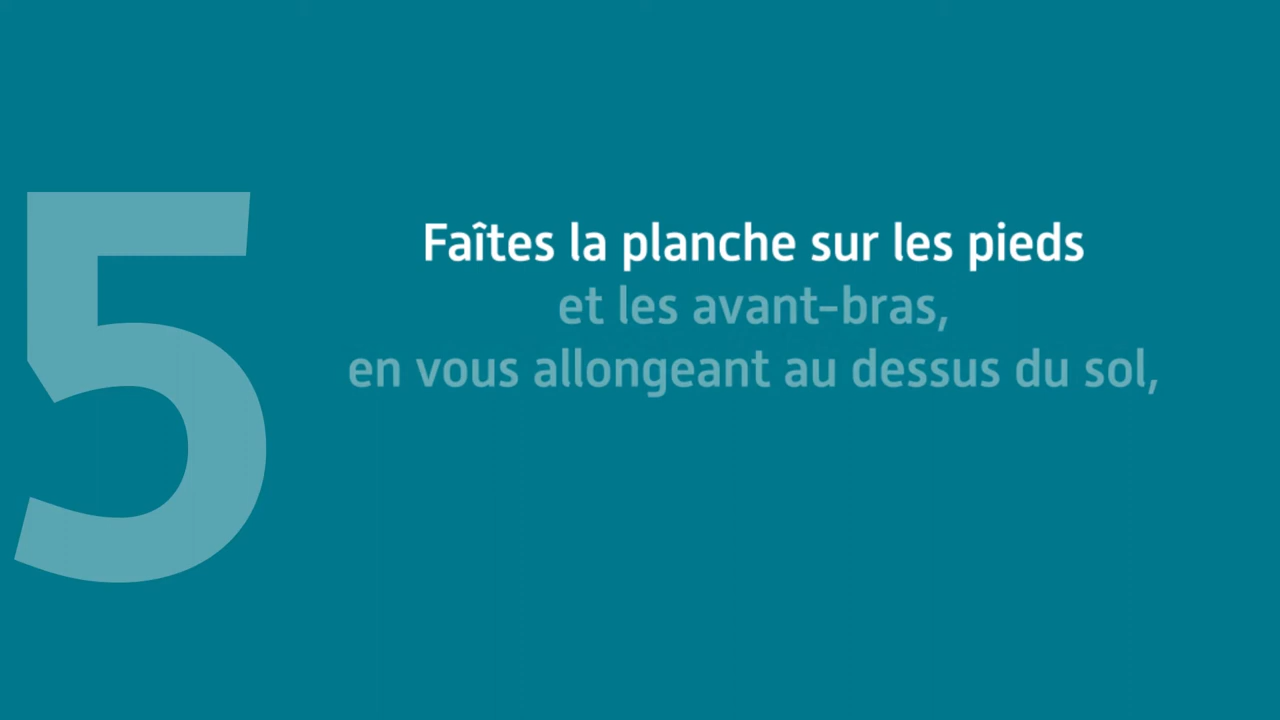 5
Faîtes la planche sur les pieds
et les avant-bras,
en vous allongeant au dessus du sol,